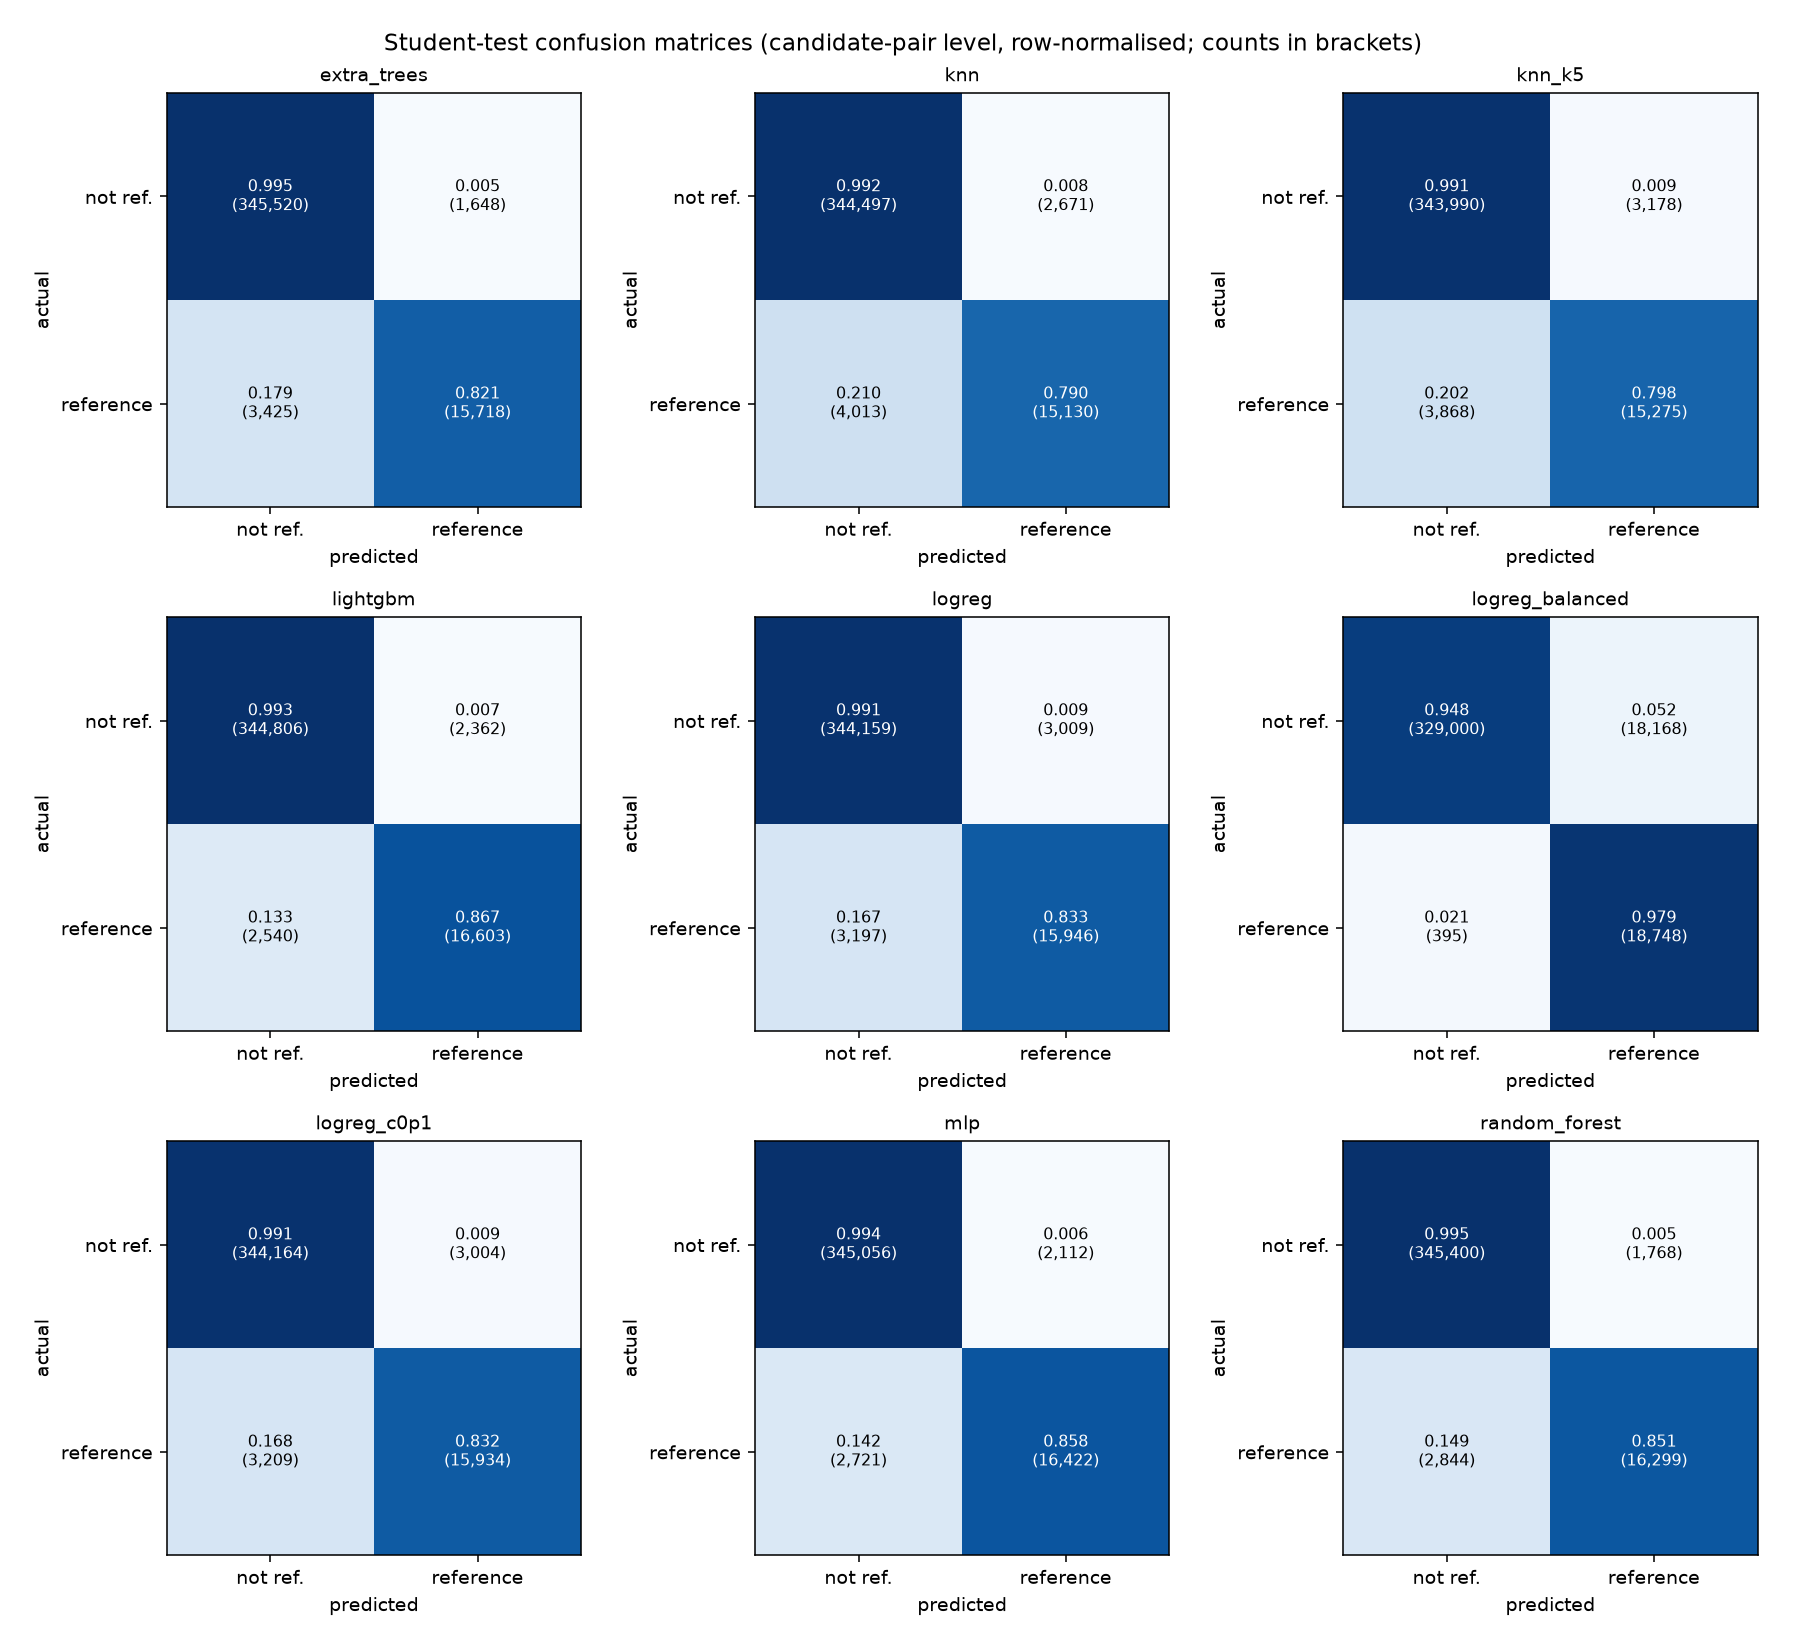 Student-test confusion matrices (candidate-pair level, row-normalised; counts in brackets)
extra_trees
actual
not ref.
0.995
(345,520)
0.005
(1,648)
reference
0.179
(3,425)
0.821
(15,718)
not ref.
reference
predicted
knn
actual
not ref.
0.992
(344,497)
0.008
(2,671)
reference
0.210
(4,013)
0.790
(15,130)
not ref.
reference
predicted
knn_k5
actual
not ref.
0.991
(343,990)
0.009
(3,178)
reference
0.202
(3,868)
0.798
(15,275)
not ref.
reference
predicted
lightgbm
actual
not ref.
0.993
(344,806)
0.007
(2,362)
reference
0.133
(2,540)
0.867
(16,603)
not ref.
reference
predicted
logreg
actual
not ref.
0.991
(344,159)
0.009
(3,009)
reference
0.167
(3,197)
0.833
(15,946)
not ref.
reference
predicted
logreg_balanced
actual
not ref.
0.948
(329,000)
0.052
(18,168)
reference
0.021
(395)
0.979
(18,748)
not ref.
reference
predicted
logreg_c0p1
actual
not ref.
0.991
(344,164)
0.009
(3,004)
reference
0.168
(3,209)
0.832
(15,934)
not ref.
reference
predicted
mlp
actual
not ref.
0.994
(345,056)
0.006
(2,112)
reference
0.142
(2,721)
0.858
(16,422)
not ref.
reference
predicted
random_forest
actual
not ref.
0.995
(345,400)
0.005
(1,768)
reference
0.149
(2,844)
0.851
(16,299)
not ref.
reference
predicted